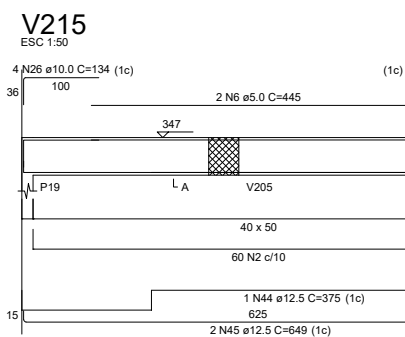 V215
ESC 1:50
4 N26 ø10.0 C=134 (1c)
(1c)
36
100
2 N6 ø5.0 C=445
347
P19
A
V205
40 x 50
60 N2 c/10
1 N44 ø12.5 C=375 (1c)
15
625
2 N45 ø12.5 C=649 (1c)